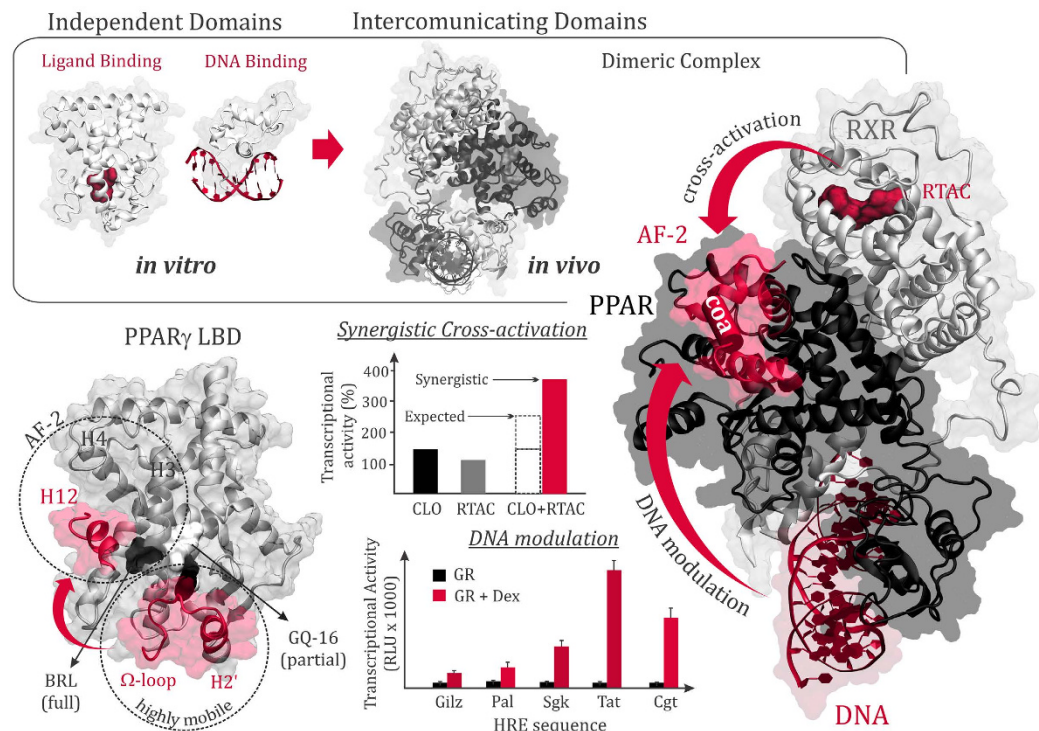 Independent Domains
Intercomunicating Domains
Ligand Binding
DNA Binding
Dimeric Complex
in vitro
in vivo
RXR
cross-activation
RTAC
AF-2
PPAR
coa
DNA modulation
DNA
PPARγ LBD
AF-2
H4
H3
H12
GQ-16
(partial)
BRL
(full)
Ω-loop
H2'
highly mobile
Synergistic Cross-activation
Transcriptional
activity (%)
400
300
200
100
Synergistic
Expected
CLO RTAC CLO+RTAC
DNA modulation
Transcriptional Activity
(RLU x 1000)
GR
GR + Dex
Gilz Pal Sgk Tat Cgt
HRE sequence